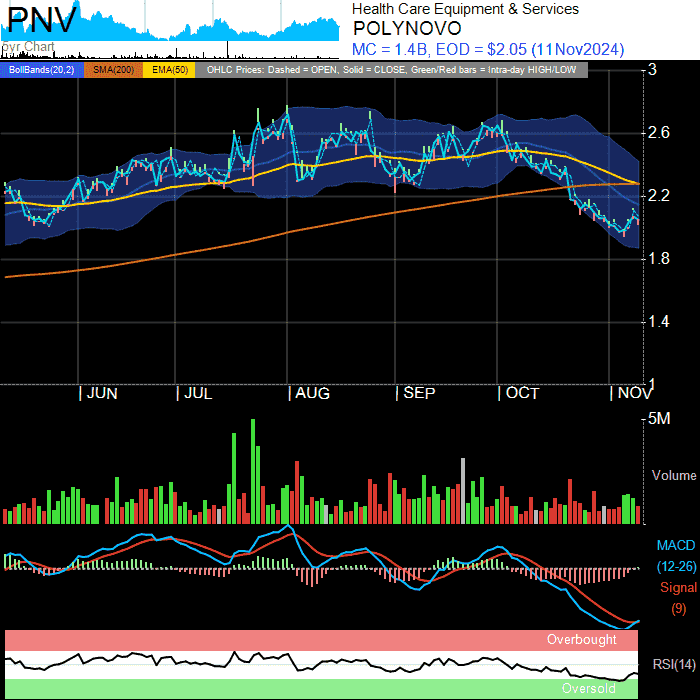 PNV
Health Care Equipment & Services
POLYNOVO
MC = 1.4B, EOD = $2.05 (11Nov2024)
Chart
BollBands(20,2) SMA(200) EMA(50) OHLC Prices: Dashed = OPEN, Solid = CLOSE, Green/Red bars = Intra-day HIGH/LOW
3
2.6
2.2
1.8
1.4
1
| JUN | JUL | AUG | SEP | OCT | NOV
5M
Volume
MACD
(12-26)
Signal
(9)
Overbought
RSI(14)
Oversold